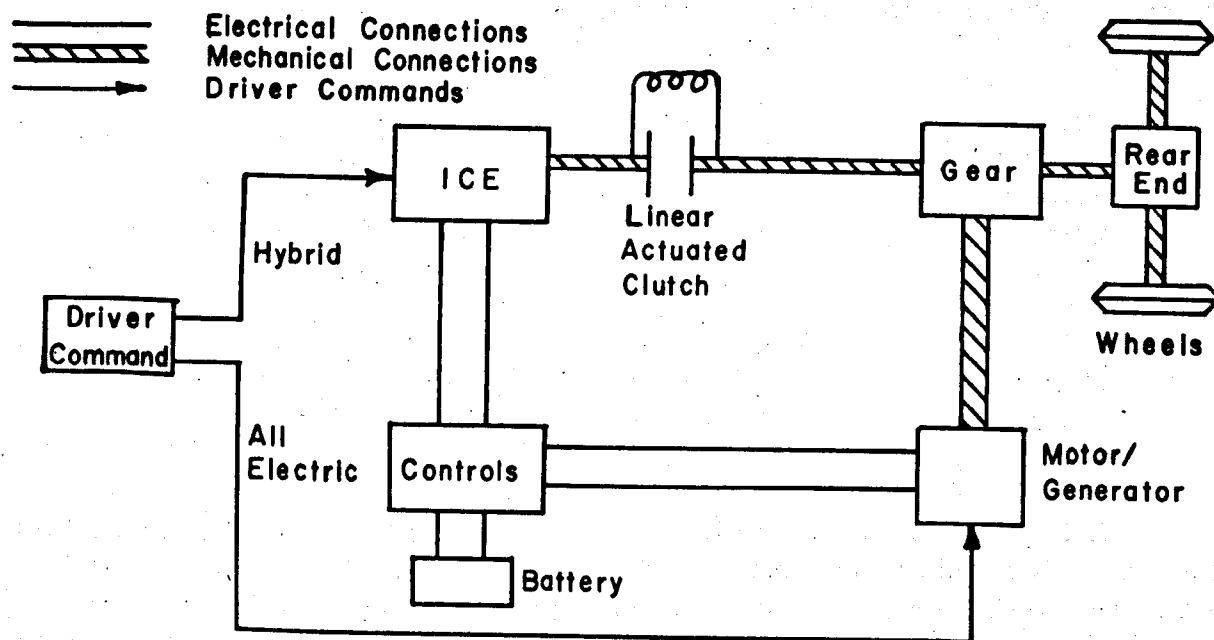 Electrical Connections
Mechanical Connections
Driver Commands
ICE
Linear
Actuated
Clutch
Gear
Rear
End
Wheels
Hybrid
Driver
Command
All
Electric
Controls
Motor/
Generator
Battery